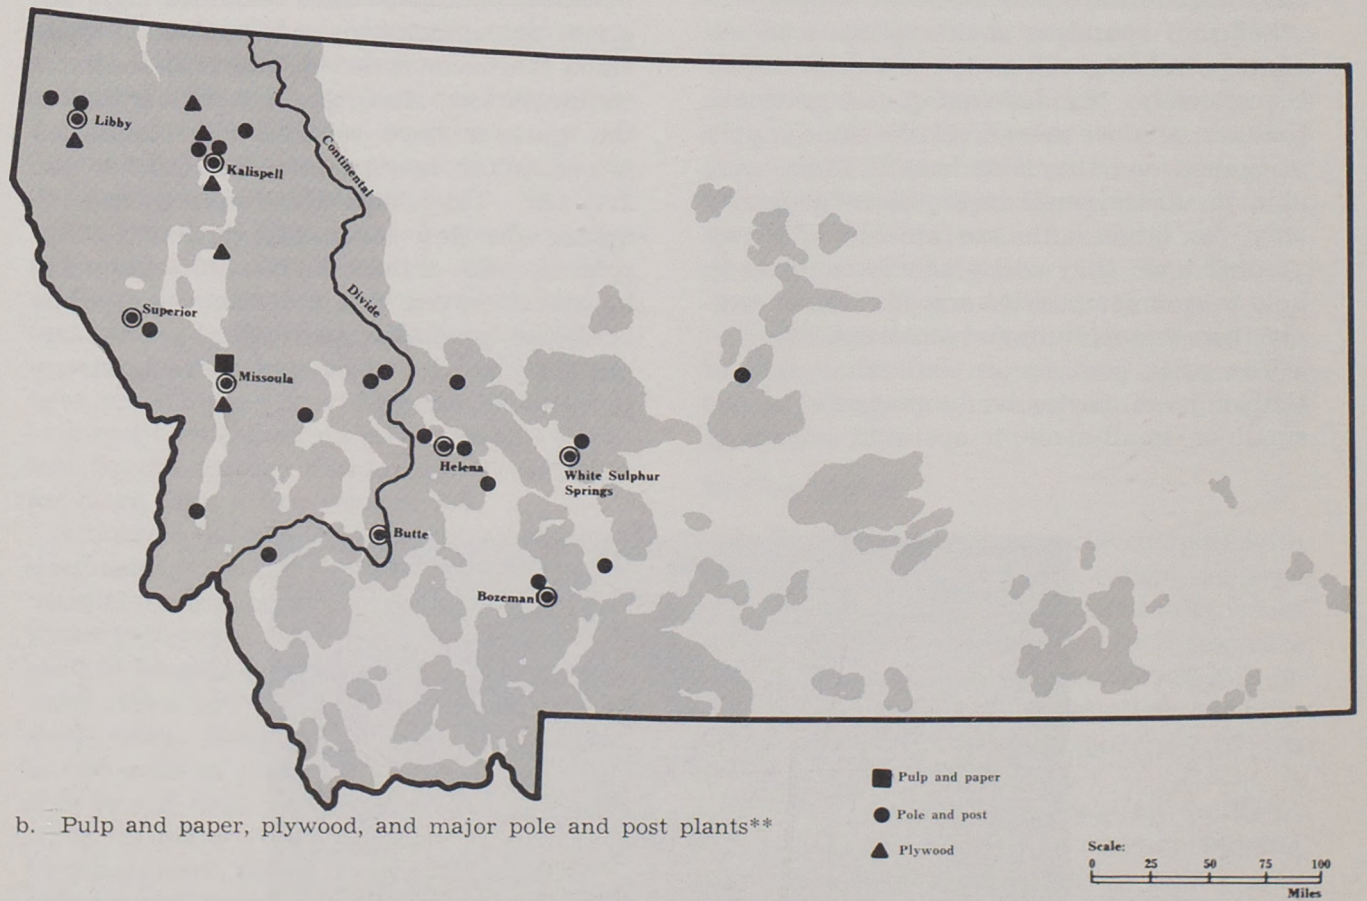 Libby
Kalispell
Continental
Divide
Superior
Missoula
Helena
White Sulphur
Springs
Butte
Bozeman
Pulp and paper
Pole and post
Plywood
b. Pulp and paper, plywood, and major pole and post plants**
Scale:
0 25 50 75 100
Miles